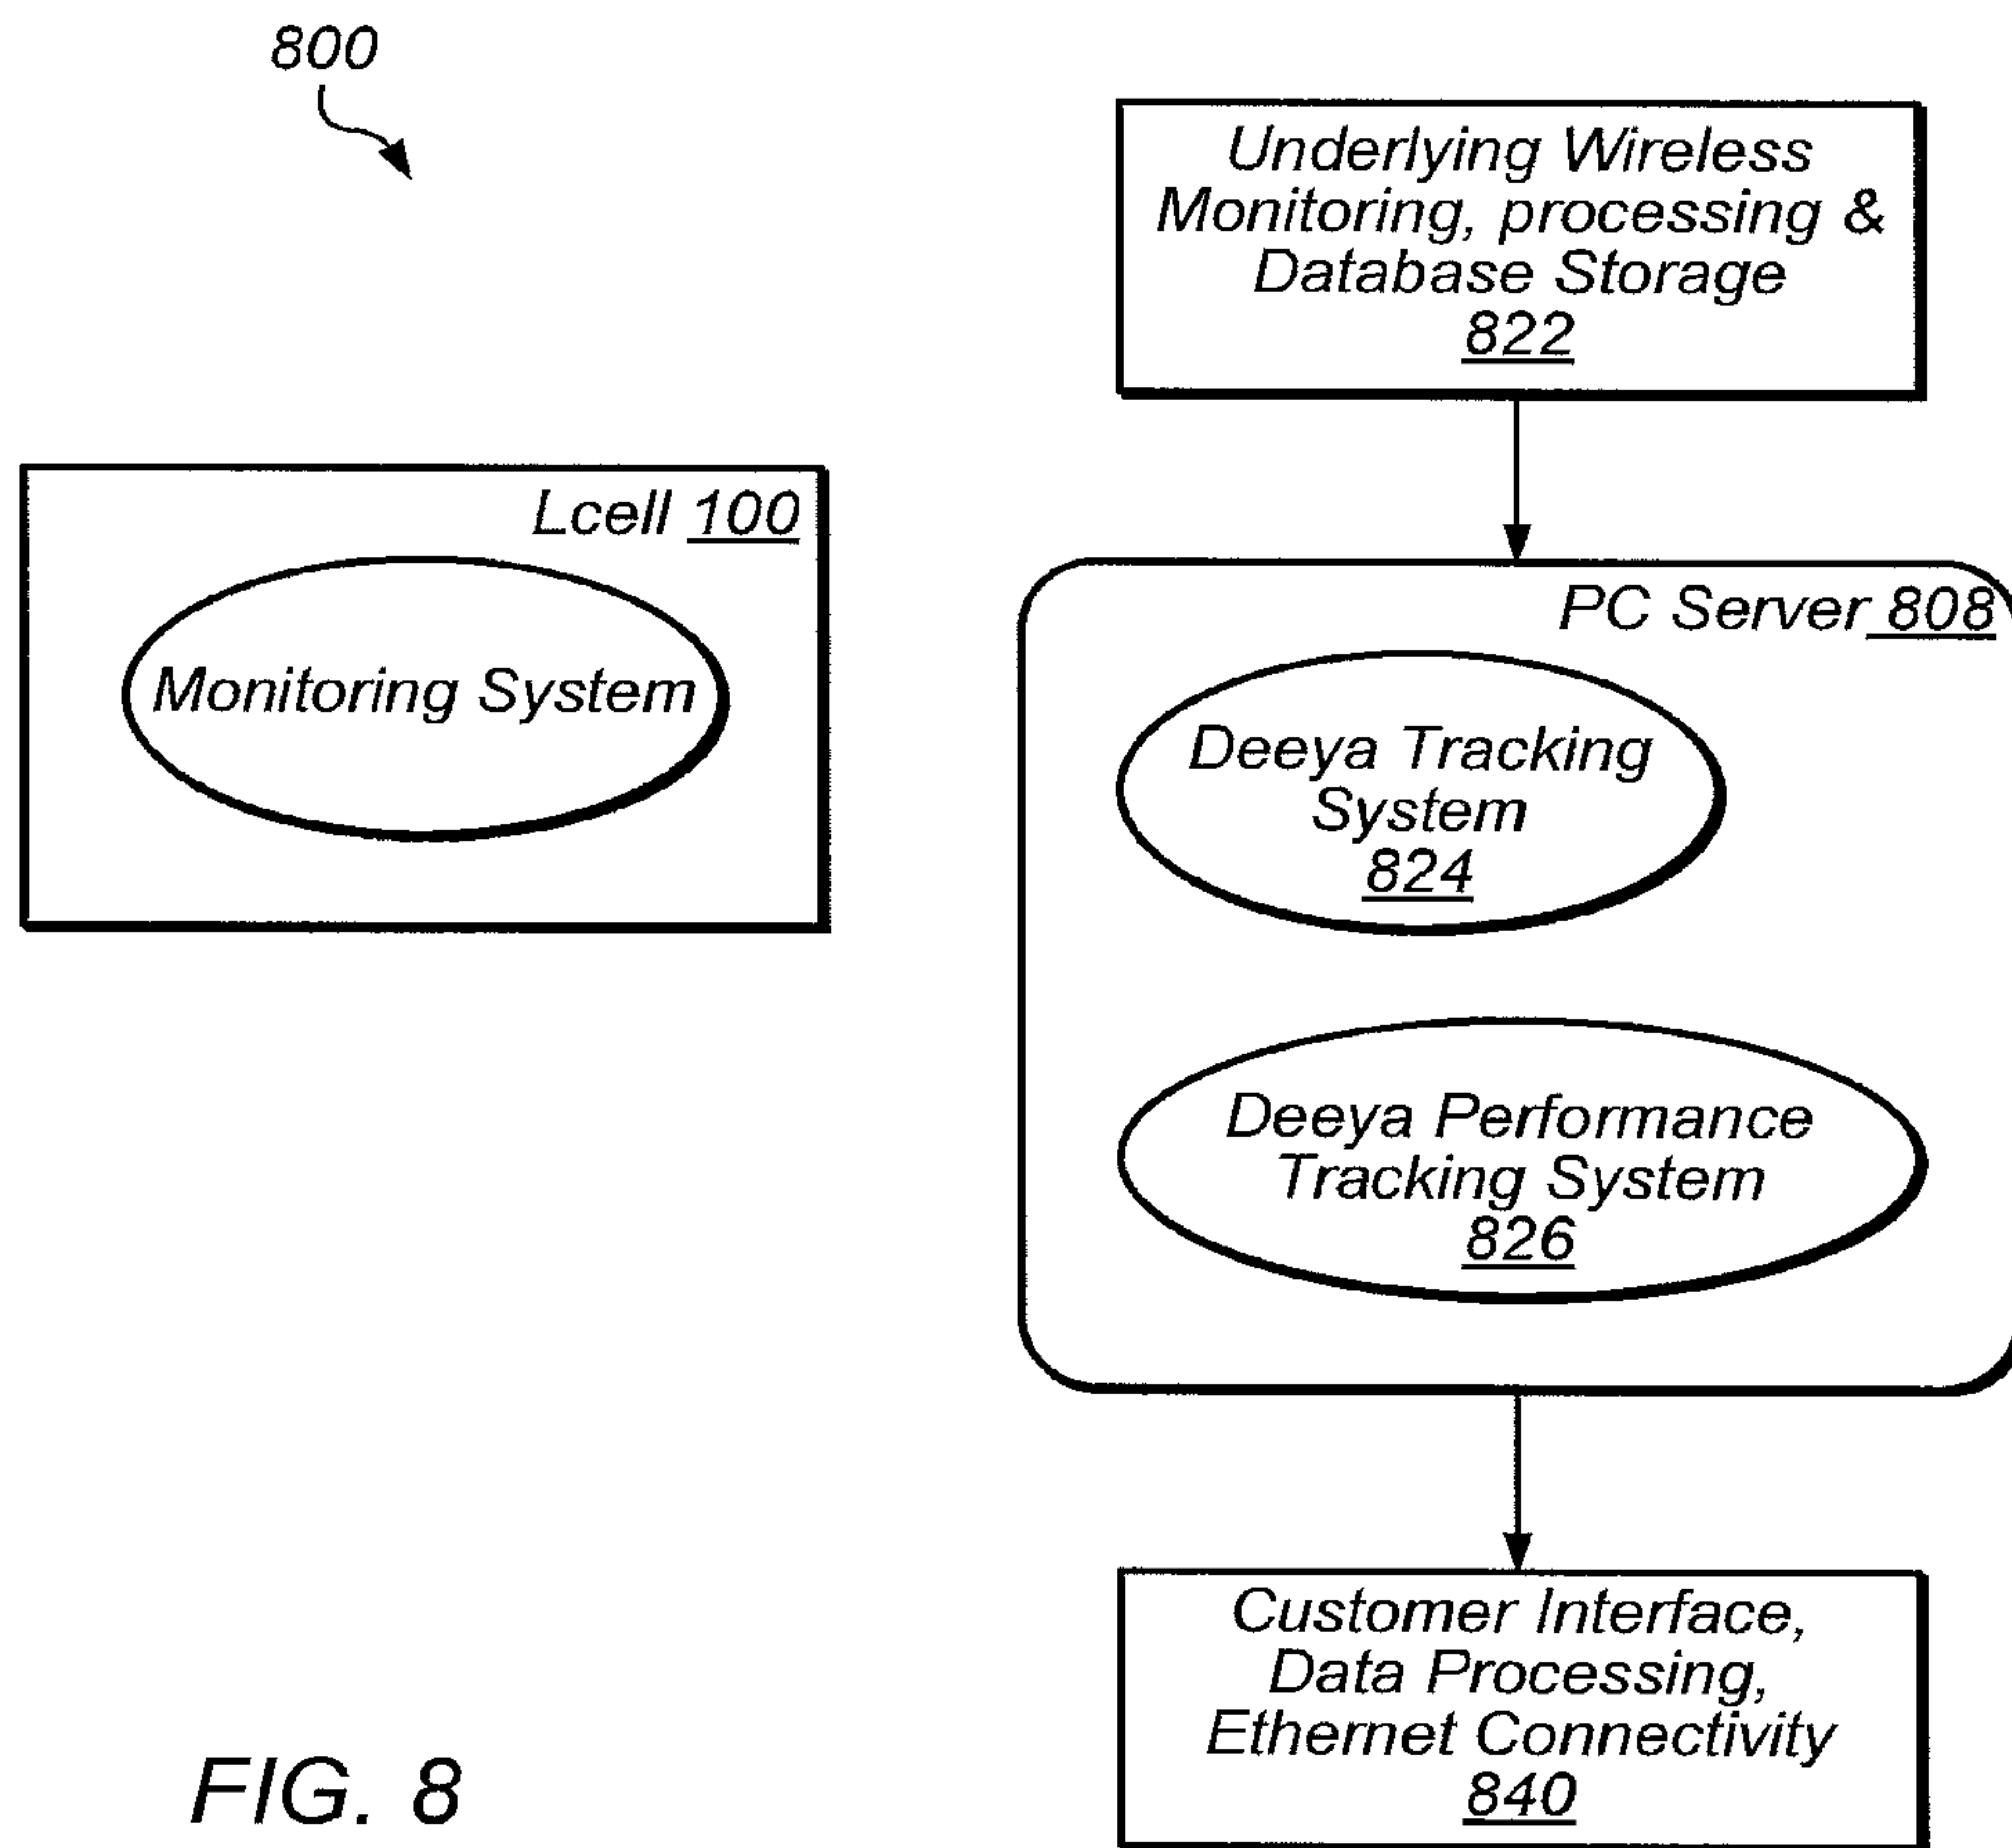 800
Underlying Wireless
Monitoring, processing &
Database Storage
822
Lcell 100
Monitoring System
PC Server 808
Deeya Tracking
System
824
Deeya Performance
Tracking System
826
Customer Interface,
Data Processing,
Ethernet Connectivity
840
FIG. 8